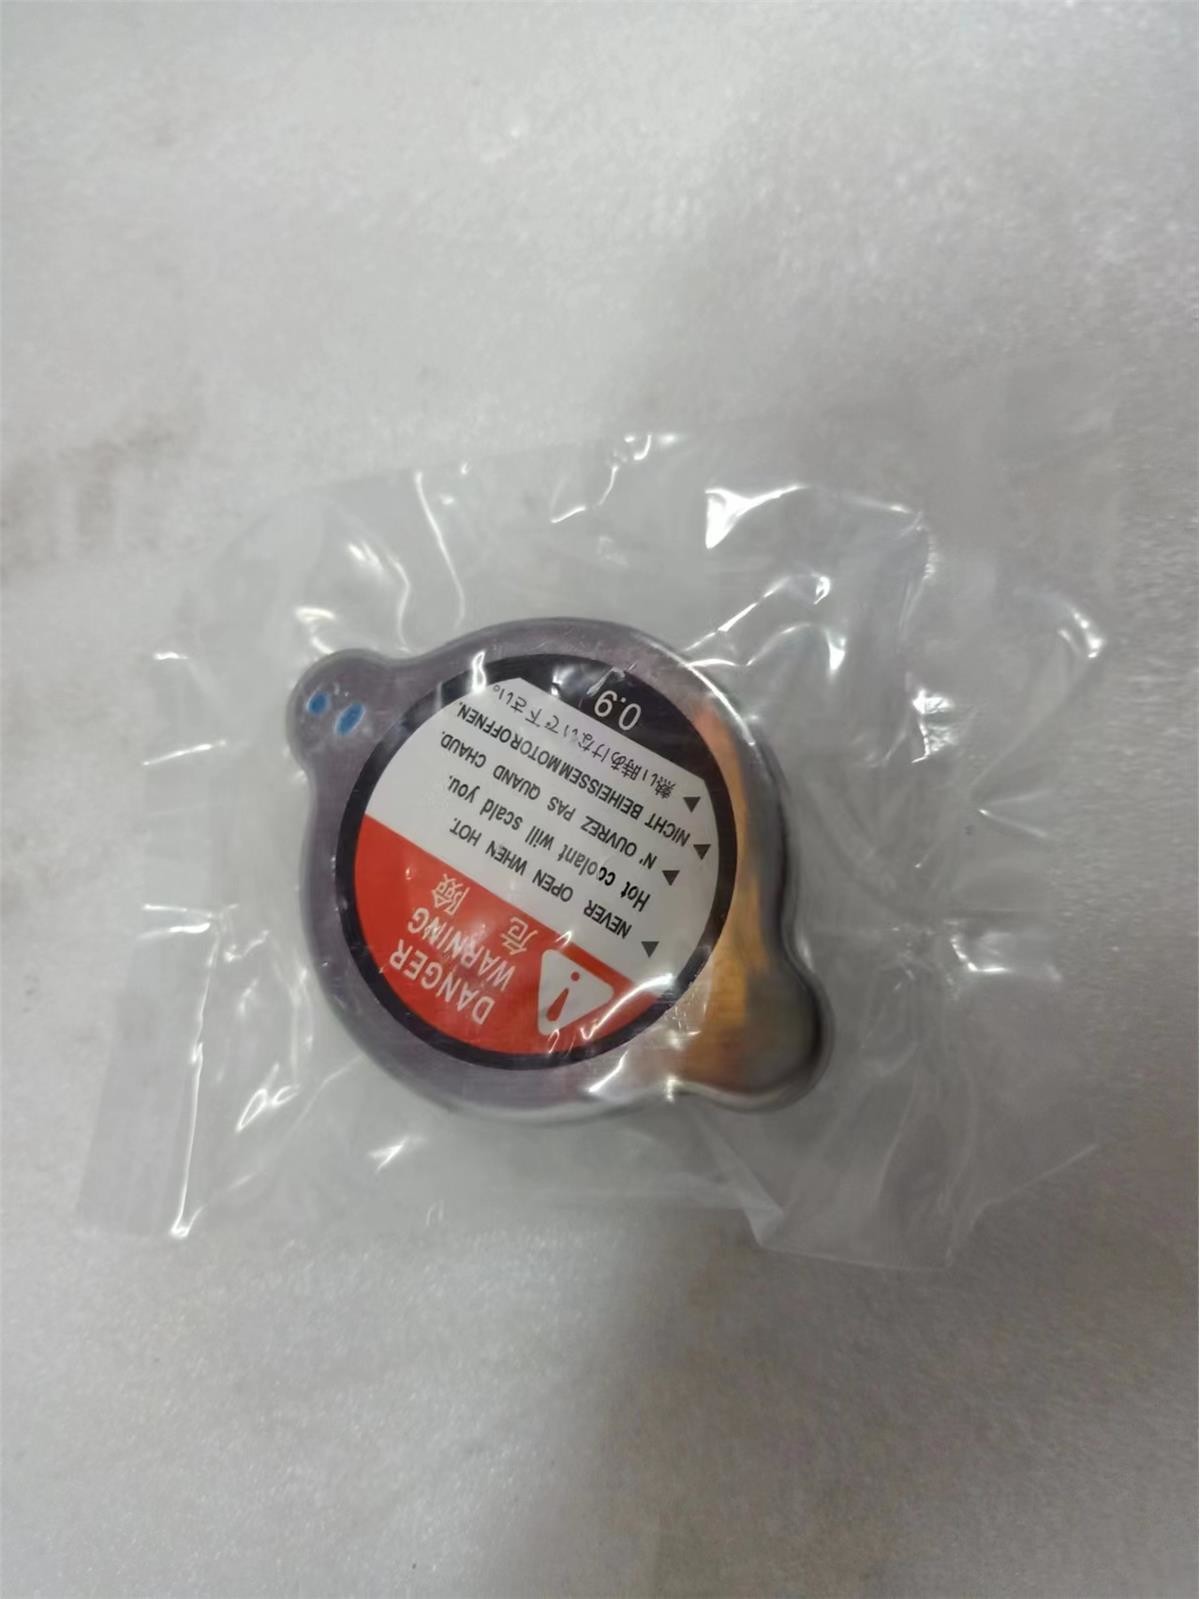 DANGER
WARNING
危險
NEVER OPEN WHEN HOT.
Hot coolant will scald you.
N' OUVREZ PAS QUAND CHAUD.
NICHT BEIHEISSEMMOTOROFFNEN.
熱い時あけないで下さい。
0.9